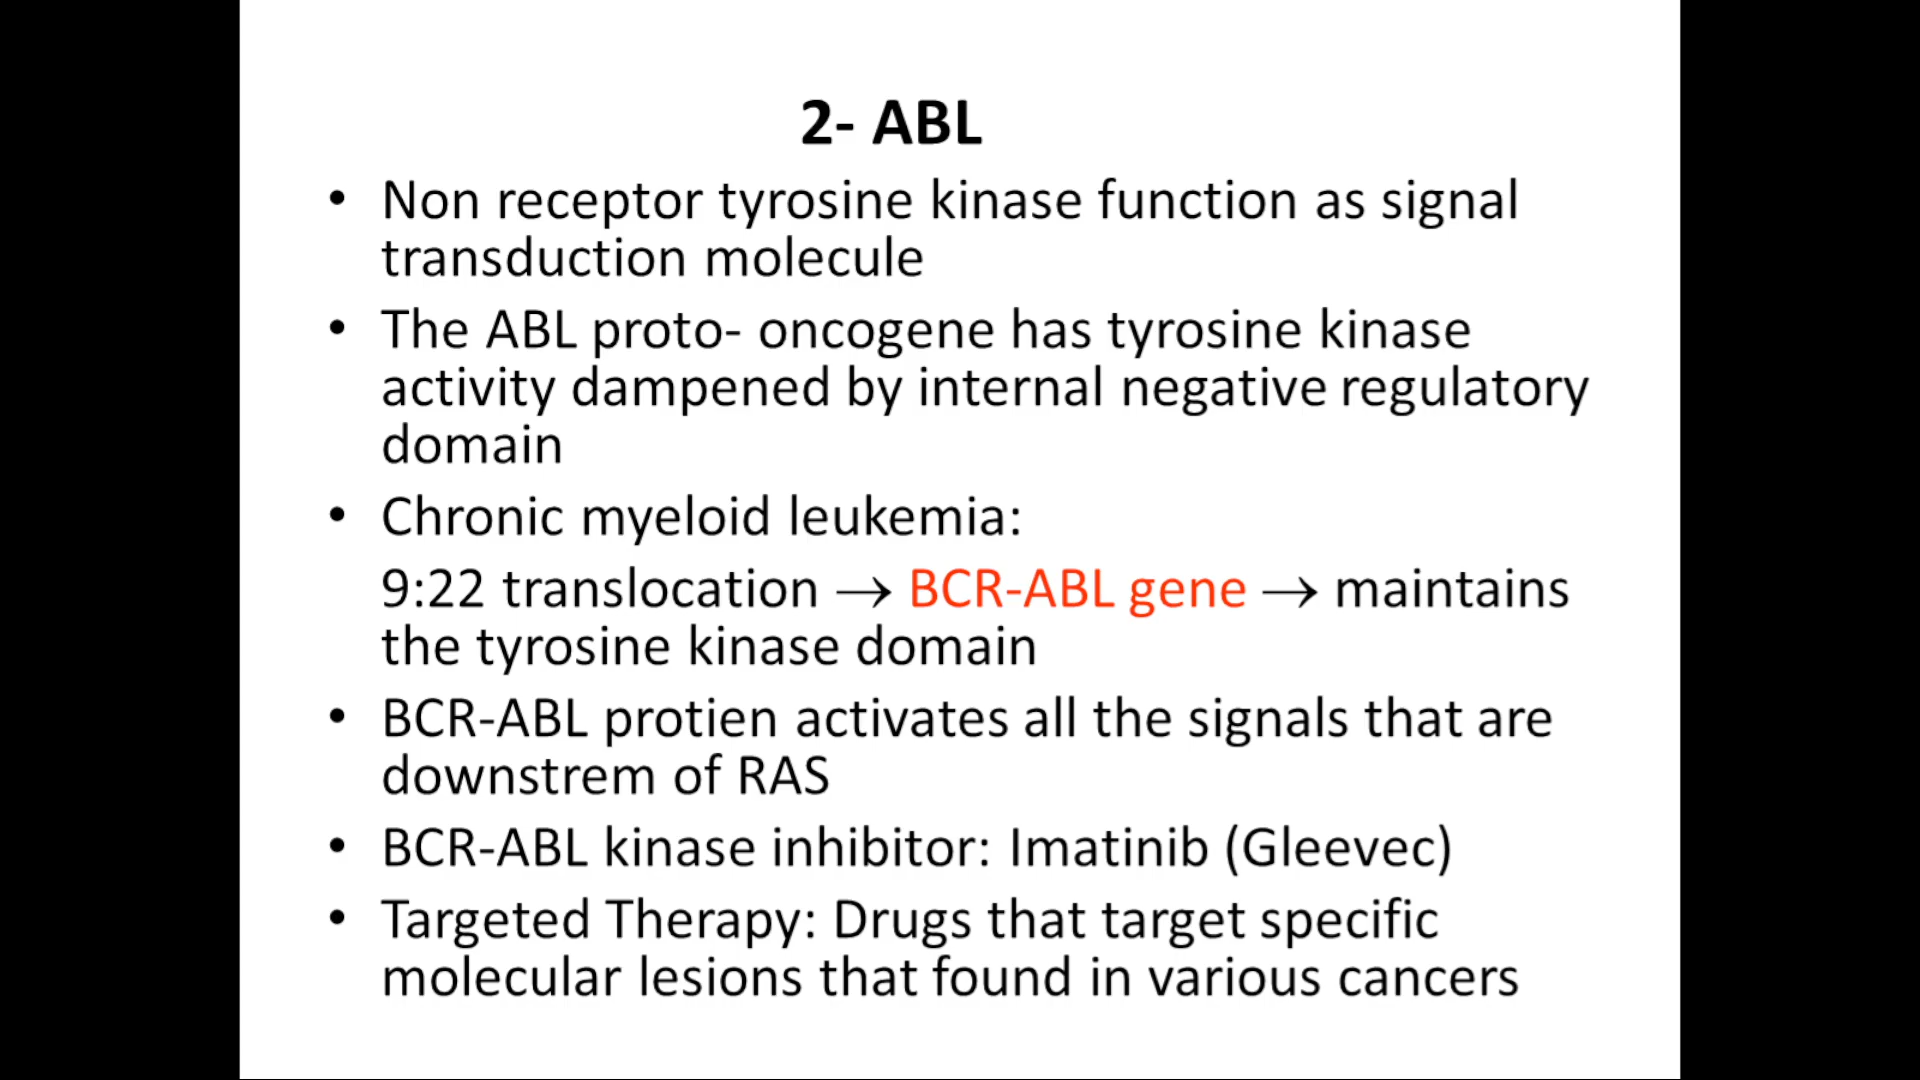 2- ABL
• Non receptor tyrosine kinase function as signal
transduction molecule
• The ABL proto- oncogene has tyrosine kinase
activity dampened by internal negative regulatory
domain
• Chronic myeloid leukemia:
9:22 translocation → BCR-ABL gene → maintains
the tyrosine kinase domain
• BCR-ABL protien activates all the signals that are
downstrem of RAS
• BCR-ABL kinase inhibitor: Imatinib (Gleevec)
• Targeted Therapy: Drugs that target specific
molecular lesions that found in various cancers